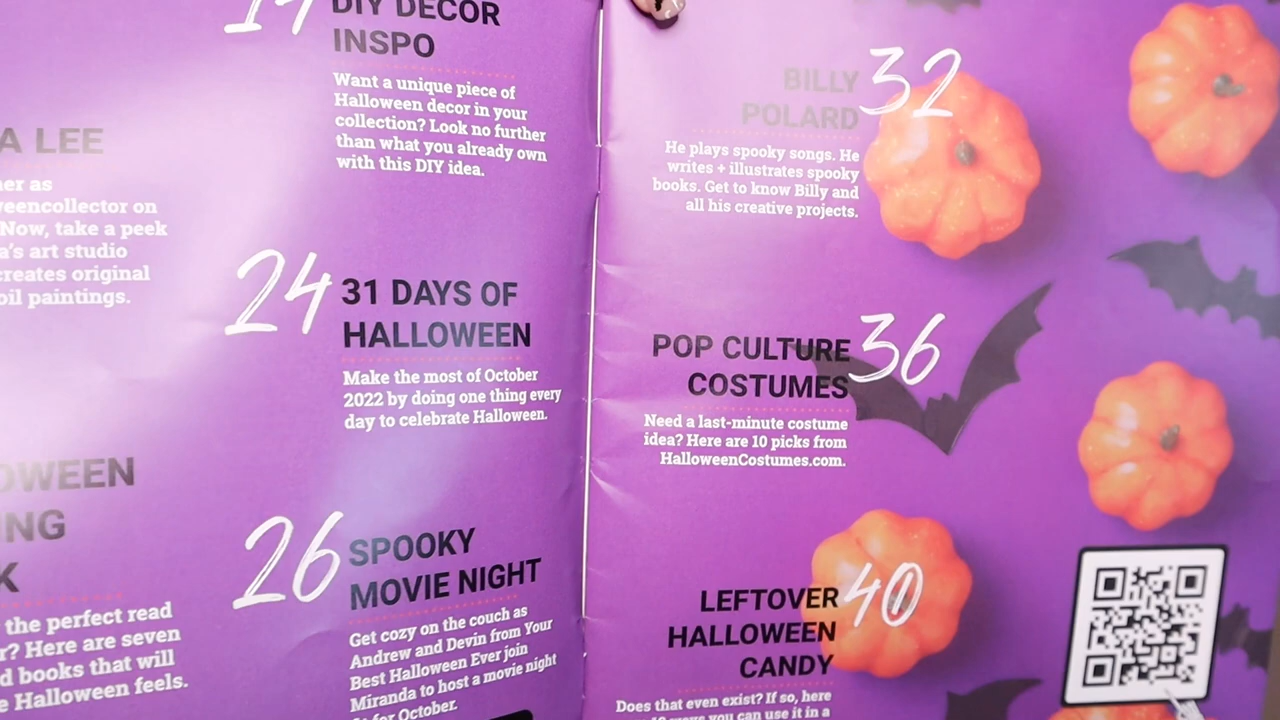 A LEE
as
on
Now, take a peek
art studio
creates original
oil paintings.
the perfect read
Here are seven
books that will
Halloween feels.
DIY DECOR
INSPO
Want a unique piece of
Halloween decor in your
collection? Look no further
than what you already own
with this DIY idea.
24
31 DAYS OF
HALLOWEEN
Make the most of October
2022 by doing one thing every
day to celebrate Halloween.
26
SPOOKY
MOVIE NIGHT
Get cozy on the couch as
Andrew and Devin from Your
Best Halloween Ever join
Miranda to host a movie night
for October.
32
BILLY
POLARD
He plays spooky songs. He
writes + illustrates spooky
books. Get to know Billy and
all his creative projects.
36
POP CULTURE
COSTUMES
Need a last-minute costume
idea? Here are 10 picks from
HalloweenCostumes.com.
40
LEFTOVER
HALLOWEEN
CANDY
Does that even exist? If so, here
ways you can use it in a